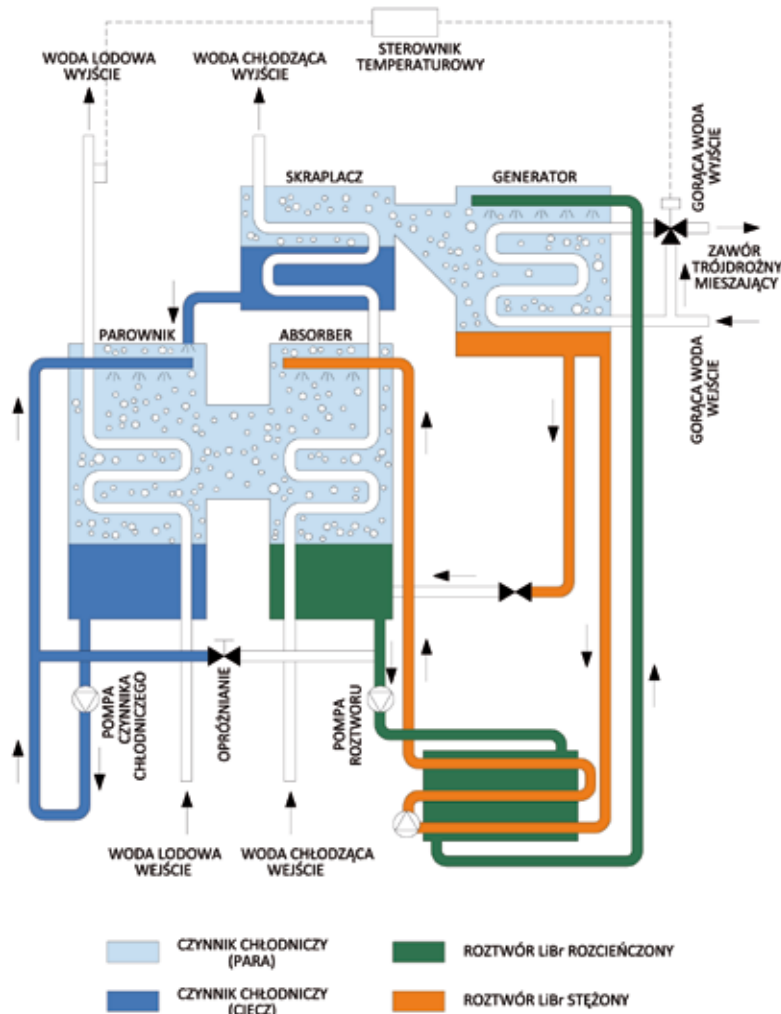 STEROWNIK
TEMPERATUROWY
WODA LODOWA
WYJŚCIE
WODA CHŁODZĄCA
WYJŚCIE
SKRAPLACZ
GENERATOR
GORĄCA WODA
WYJŚCIE
ZAWÓR
TRÓJDROŻNY
MIESZAJĄCY
PAROWNIK
ABSORBER
GORĄCA WODA
WEJŚCIE
POMPA
CZYNNIKA
CHŁODNICZEGO
OPRÓŻNIANIE
POMPA
ROZTWORU
WODA LODOWA
WEJŚCIE
WODA CHŁODZĄCA
WEJŚCIE
CZYNNIK CHŁODNICZY
(PARA)
ROZTWÓR LiBr ROZCIEŃCZONY
CZYNNIK CHŁODNICZY
(CIECZ)
ROZTWÓR LiBr STĘŻONY